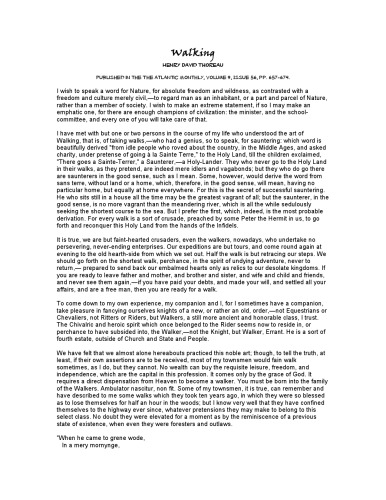 Walking
HENRY DAVID THOREAU
PUBLISHED IN THE THE ATLANTIC MONTHLY, VOLUME 9, ISSUE 56, PP. 657-674.
I wish to speak a word for Nature, for absolute freedom and wildness, as contrasted with a
freedom and culture merely civil,—to regard man as an inhabitant, or a part and parcel of Nature,
rather than a member of society. I wish to make an extreme statement, if so I may make an
emphatic one, for there are enough champions of civilization: the minister, and the school-
committee, and every one of you will take care of that.
I have met with but one or two persons in the course of my life who understood the art of
Walking, that is, of taking walks,—who had a genius, so to speak, for sauntering; which word is
beautifully derived "from idle people who roved about the country, in the Middle Ages, and asked
charity, under pretense of going à la Sainte Terre," to the Holy Land, till the children exclaimed,
"There goes a Sainte-Terrer," a Saunterer,—a Holy-Lander. They who never go to the Holy Land
in their walks, as they pretend, are indeed mere idlers and vagabonds; but they who do go there
are saunterers in the good sense, such as I mean. Some, however, would derive the word from
sans terre, without land or a home, which, therefore, in the good sense, will mean, having no
particular home, but equally at home everywhere. For this is the secret of successful sauntering.
He who sits still in a house all the time may be the greatest vagrant of all; but the saunterer, in the
good sense, is no more vagrant than the meandering river, which is all the while sedulously
seeking the shortest course to the sea. But I prefer the first, which, indeed, is the most probable
derivation. For every walk is a sort of crusade, preached by some Peter the Hermit in us, to go
forth and reconquer this Holy Land from the hands of the Infidels.
It is true, we are but faint-hearted crusaders, even the walkers, nowadays, who undertake no
persevering, never-ending enterprises. Our expeditions are but tours, and come round again at
evening to the old hearth-side from which we set out. Half the walk is but retracing our steps. We
should go forth on the shortest walk, perchance, in the spirit of undying adventure, never to
return,— prepared to send back our embalmed hearts only as relics to our desolate kingdoms. If
you are ready to leave father and mother, and brother and sister, and wife and child and friends,
and never see them again,—if you have paid your debts, and made your will, and settled all your
affairs, and are a free man, then you are ready for a walk.
To come down to my own experience, my companion and I, for I sometimes have a companion,
take pleasure in fancying ourselves knights of a new, or rather an old, order,—not Equestrians or
Chevaliers, not Ritters or Riders, but Walkers, a still more ancient and honorable class, I trust.
The Chivalric and heroic spirit which once belonged to the Rider seems now to reside in, or
perchance to have subsided into, the Walker,—not the Knight, but Walker, Errant. He is a sort of
fourth estate, outside of Church and State and People.
We have felt that we almost alone hereabouts practiced this noble art; though, to tell the truth, at
least, if their own assertions are to be received, most of my townsmen would fain walk
sometimes, as I do, but they cannot. No wealth can buy the requisite leisure, freedom, and
independence, which are the capital in this profession. It comes only by the grace of God. It
requires a direct dispensation from Heaven to become a walker. You must be born into the family
of the Walkers. Ambulator nascitur, non fit. Some of my townsmen, it is true, can remember and
have described to me some walks which they took ten years ago, in which they were so blessed
as to lose themselves for half an hour in the woods; but I know very well that they have confined
themselves to the highway ever since, whatever pretensions they may make to belong to this
select class. No doubt they were elevated for a moment as by the reminiscence of a previous
state of existence, when even they were foresters and outlaws.
"When he came to grene wode,
In a mery mornynge,